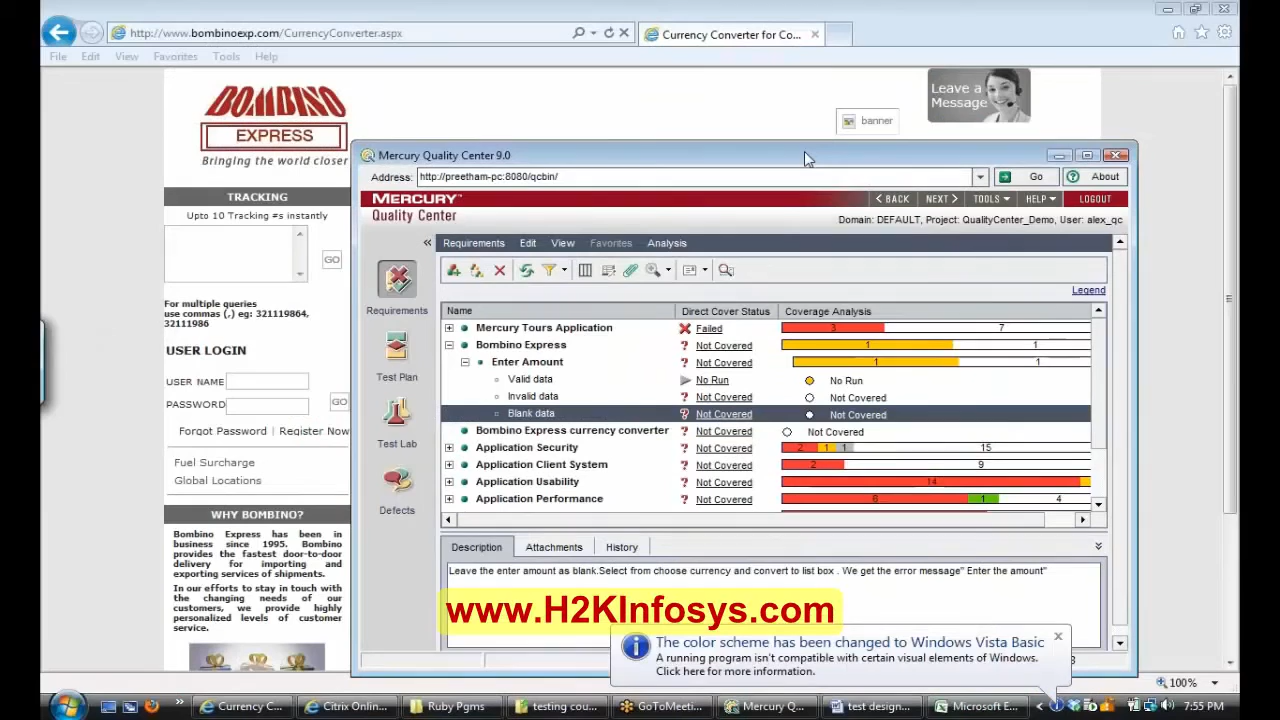 http://www.bombinoexp.com/CurrencyConverter.aspx
Currency Converter for Co...
File Edit View Favorites Tools Help
BOMBINO
EXPRESS
Bringing the world closer
Leave a
Message
banner
TRACKING
Upto 10 Tracking #s instantly
GO
For multiple queries
use commas (,) eg: 321119864,
32111986
USER LOGIN
USER NAME
PASSWORD
GO
Forgot Password | Register Now
Fuel Surcharge
Global Locations
WHY BOMBINO?
Bombino Express has been in
business since 1995. Bombino
provides the fastest door-to-door
delivery for importing and
exporting services of shipments.
In our efforts to stay in touch with
the changing needs of our
customers, we provide highly
personalized levels of customer
service.
Mercury Quality Center 9.0
Address: http://preetham-pc:8080/qcbin/ Go About
MERCURY™
Quality Center
BACK NEXT TOOLS HELP LOGOUT
Domain: DEFAULT, Project: QualityCenter_Demo, User: alex_qc
Requirements Edit View Favorites Analysis
Requirements
Test Plan
Test Lab
Defects
Legend
Name Direct Cover Status Coverage Analysis
Mercury Tours Application Failed 3 7
Bombino Express Not Covered 1 1
Enter Amount Not Covered 1 1
Valid data No Run No Run
Invalid data Not Covered Not Covered
Blank data Not Covered Not Covered
Bombino Express currency converter Not Covered Not Covered
Application Security Not Covered 2 1 1 15
Application Client System Not Covered 2 9
Application Usability Not Covered 14
Application Performance Not Covered 6 1 4
Description Attachments History
Leave the enter amount as blank.Select from choose currency and convert to list box . We get the error message" Enter the amount"
www.H2KInfosys.com
The color scheme has been changed to Windows Vista Basic
A running program isn't compatible with certain visual elements of Windows.
Click here for more information.
100%
Currency C... Citrix Onlin... Ruby Pgms testing cou... GoToMeeti... Mercury Q... test design... Microsoft E... 7:55 PM